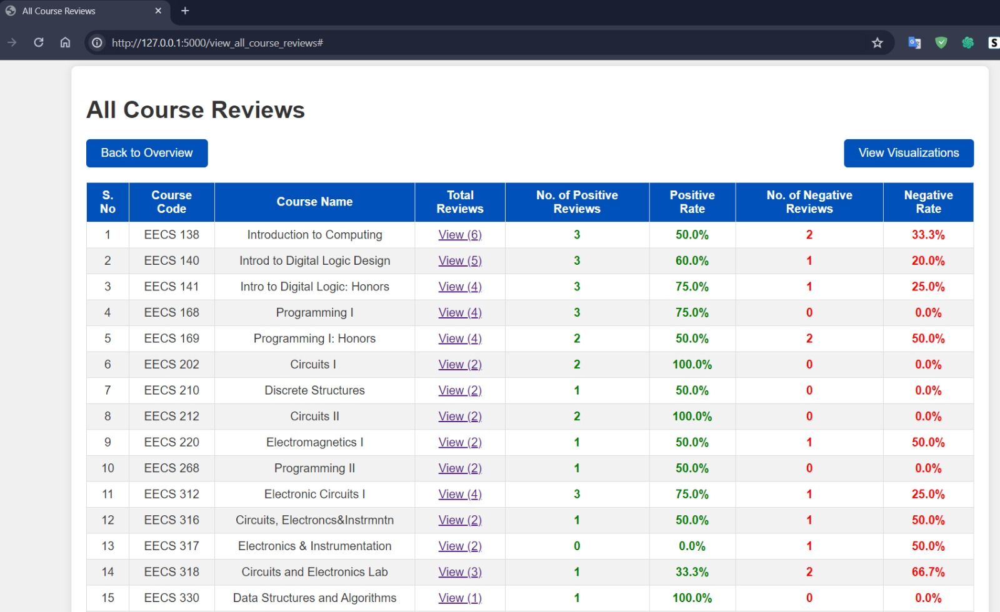 All Course Reviews
http://127.0.0.1:5000/view_all_course_reviews#
All Course Reviews
Back to Overview
View Visualizations
S. No Course Code Course Name Total Reviews No. of Positive Reviews Positive Rate No. of Negative Reviews Negative Rate
1 EECS 138 Introduction to Computing View (6) 3 50.0% 2 33.3%
2 EECS 140 Introd to Digital Logic Design View (5) 3 60.0% 1 20.0%
3 EECS 141 Intro to Digital Logic: Honors View (4) 3 75.0% 1 25.0%
4 EECS 168 Programming I View (4) 3 75.0% 0 0.0%
5 EECS 169 Programming I: Honors View (4) 2 50.0% 2 50.0%
6 EECS 202 Circuits I View (2) 2 100.0% 0 0.0%
7 EECS 210 Discrete Structures View (2) 1 50.0% 0 0.0%
8 EECS 212 Circuits II View (2) 2 100.0% 0 0.0%
9 EECS 220 Electromagnetics I View (2) 1 50.0% 1 50.0%
10 EECS 268 Programming II View (2) 1 50.0% 0 0.0%
11 EECS 312 Electronic Circuits I View (4) 3 75.0% 1 25.0%
12 EECS 316 Circuits, Electroncs&Instrmntn View (2) 1 50.0% 1 50.0%
13 EECS 317 Electronics & Instrumentation View (2) 0 0.0% 1 50.0%
14 EECS 318 Circuits and Electronics Lab View (3) 1 33.3% 2 66.7%
15 EECS 330 Data Structures and Algorithms View (1) 1 100.0% 0 0.0%